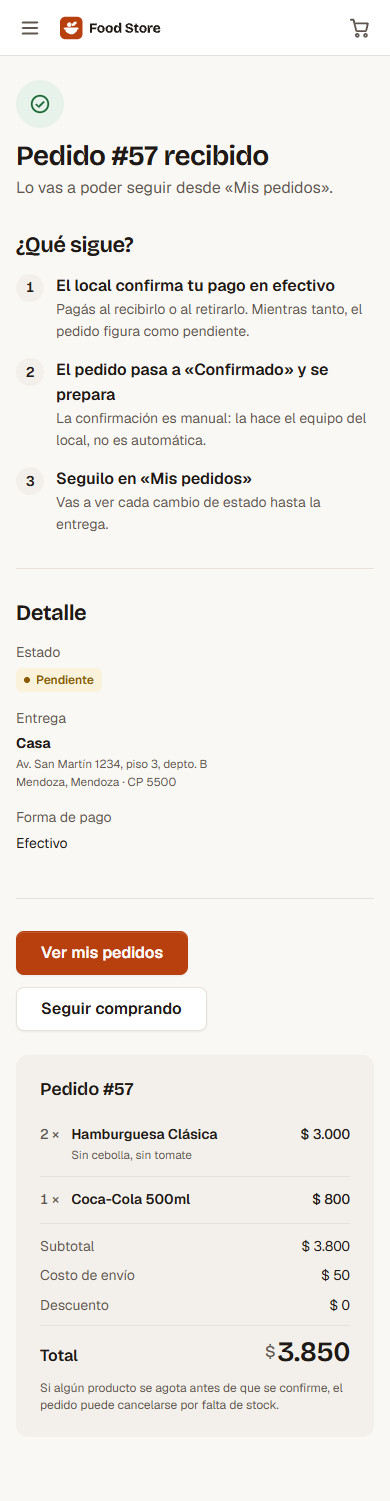 Food Store
Pedido #57 recibido
Lo vas a poder seguir desde «Mis pedidos».
¿Qué sigue?
1 El local confirma tu pago en efectivo
Pagás al recibirlo o al retirarlo. Mientras tanto, el
pedido figura como pendiente.
2 El pedido pasa a «Confirmado» y se
prepara
La confirmación es manual: la hace el equipo del
local, no es automática.
3 Seguilo en «Mis pedidos»
Vas a ver cada cambio de estado hasta la
entrega.
Detalle
Estado
Pendiente
Entrega
Casa
Av. San Martín 1234, piso 3, depto. B
Mendoza, Mendoza · CP 5500
Forma de pago
Efectivo
Ver mis pedidos
Seguir comprando
Pedido #57
2 × Hamburguesa Clásica $ 3.000
Sin cebolla, sin tomate
1 × Coca-Cola 500ml $ 800
Subtotal $ 3.800
Costo de envío $ 50
Descuento $ 0
Total $3.850
Si algún producto se agota antes de que se confirme, el
pedido puede cancelarse por falta de stock.